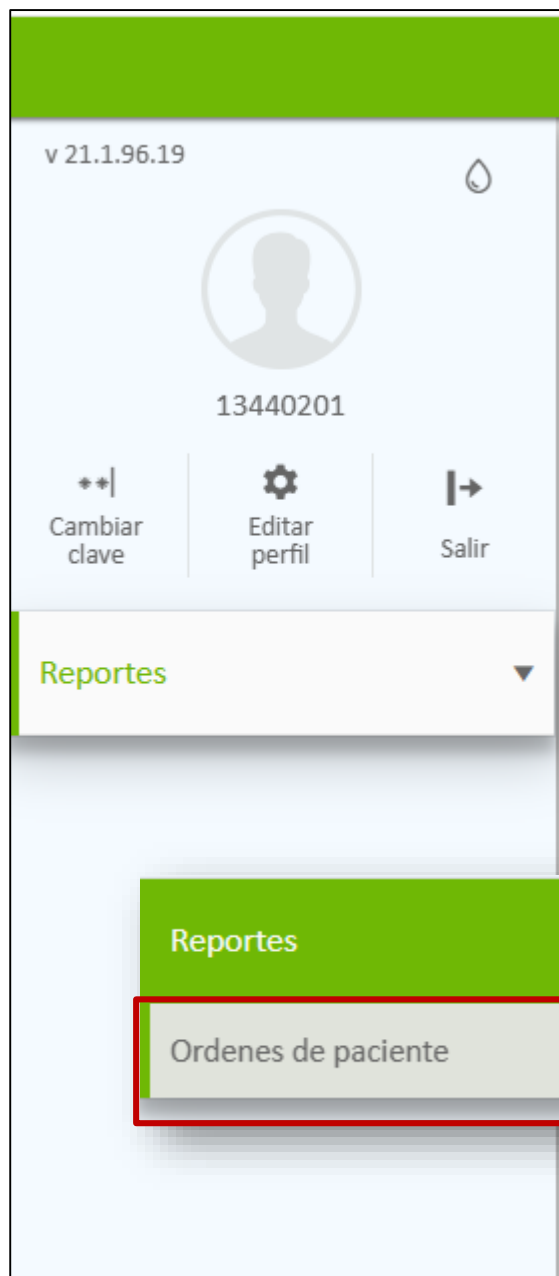 v 21.1.96.19
13440201
Cambiar
clave
Editar
perfil
Salir
Reportes
Reportes
Ordenes de paciente